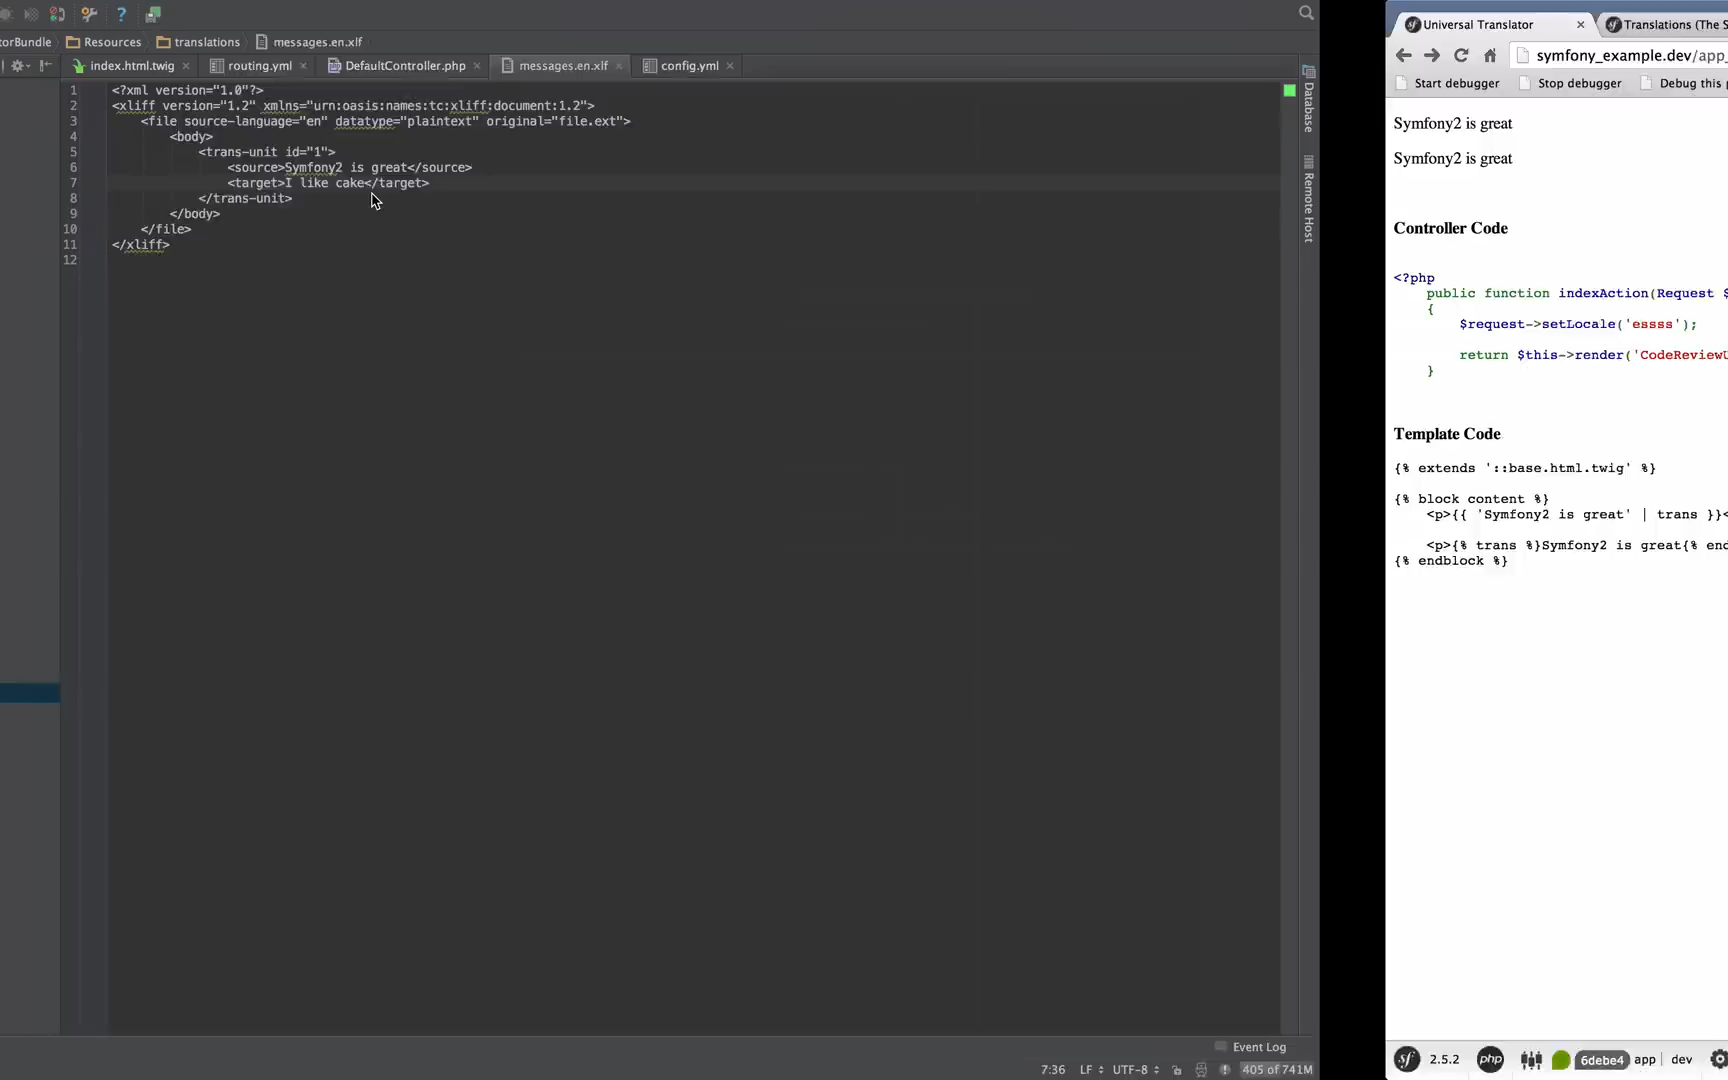 orBundle Resources translations messages.en.xlf
index.html.twig routing.yml DefaultController.php messages.en.xlf config.yml
1 <?xml version="1.0"?>
2 <xliff version="1.2" xmlns="urn:oasis:names:tc:xliff:document:1.2">
3 <file source-language="en" datatype="plaintext" original="file.ext">
4 <body>
5 <trans-unit id="1">
6 <source>Symfony2 is great</source>
7 <target>I like cake</target>
8 </trans-unit>
9 </body>
10 </file>
11 </xliff>
12
Database
Remote Host
Event Log
7:36 LF UTF-8 405 of 741M
Universal Translator Translations (The S
symfony_example.dev/app_
Start debugger Stop debugger Debug this p
Symfony2 is great
Symfony2 is great
Controller Code
<?php
public function indexAction(Request $
{
$request->setLocale('essss');
return $this->render('CodeReviewU
}
Template Code
{% extends '::base.html.twig' %}
{% block content %}
<p>{{ 'Symfony2 is great' | trans }}<
<p>{% trans %}Symfony2 is great{% end
{% endblock %}
sf 2.5.2 php 6debe4 app dev